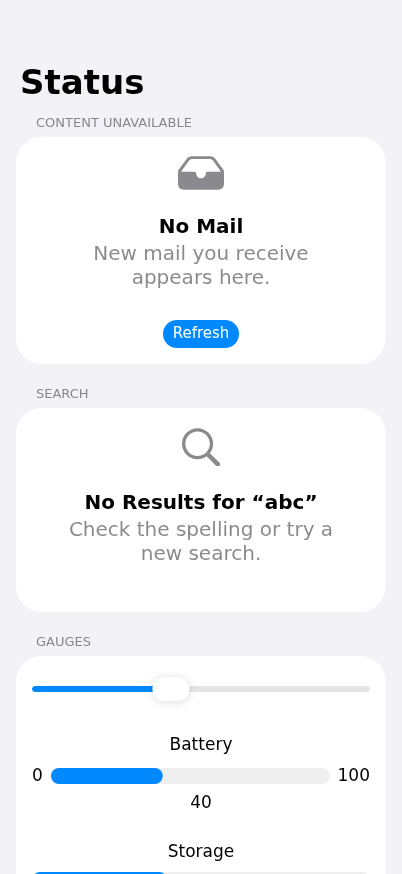 Status
CONTENT UNAVAILABLE
No Mail
New mail you receive
appears here.
Refresh
SEARCH
No Results for “abc”
Check the spelling or try a
new search.
GAUGES
Battery
0 100
40
Storage